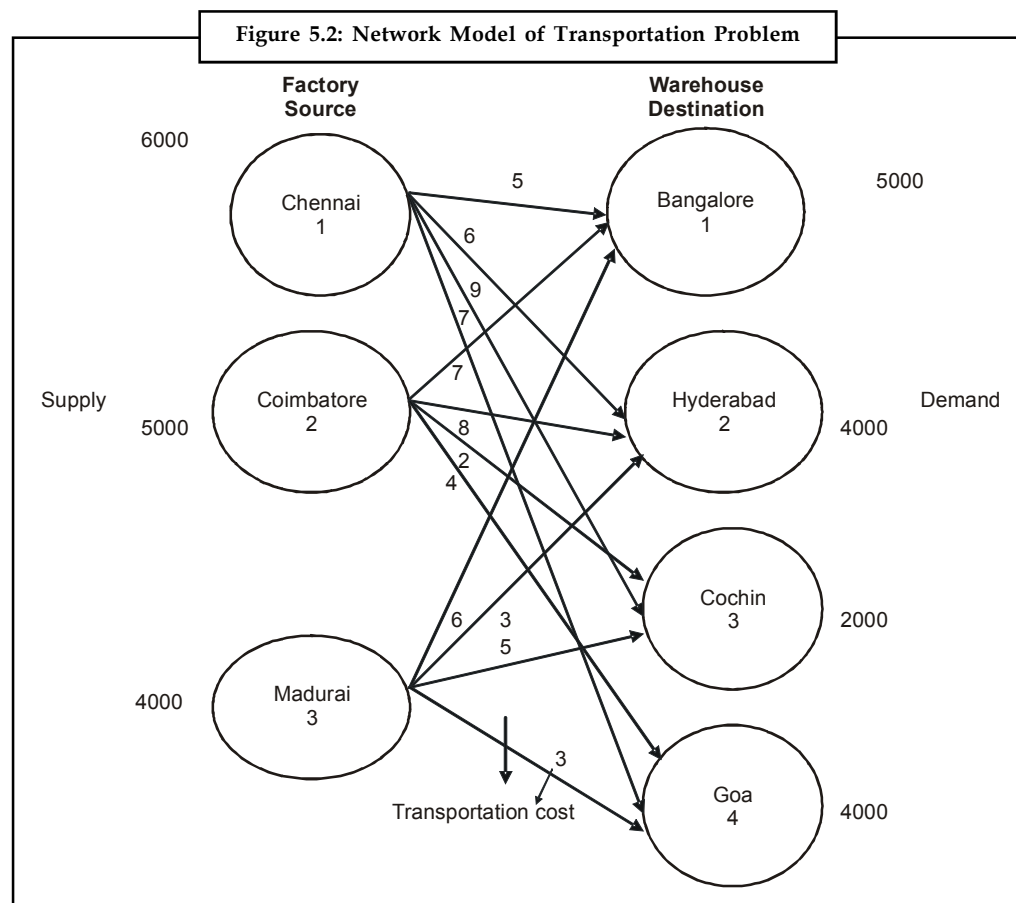 Figure 5.2: Network Model of Transportation Problem
Factory
Source
Warehouse
Destination
6000
Chennai
1
5
Bangalore
1
5000
6
9
7
7
Supply
5000
Coimbatore
2
8
2
4
Hyderabad
2
4000
Demand
6
3
5
Cochin
3
2000
4000
Madurai
3
3
Transportation cost
Goa
4
4000